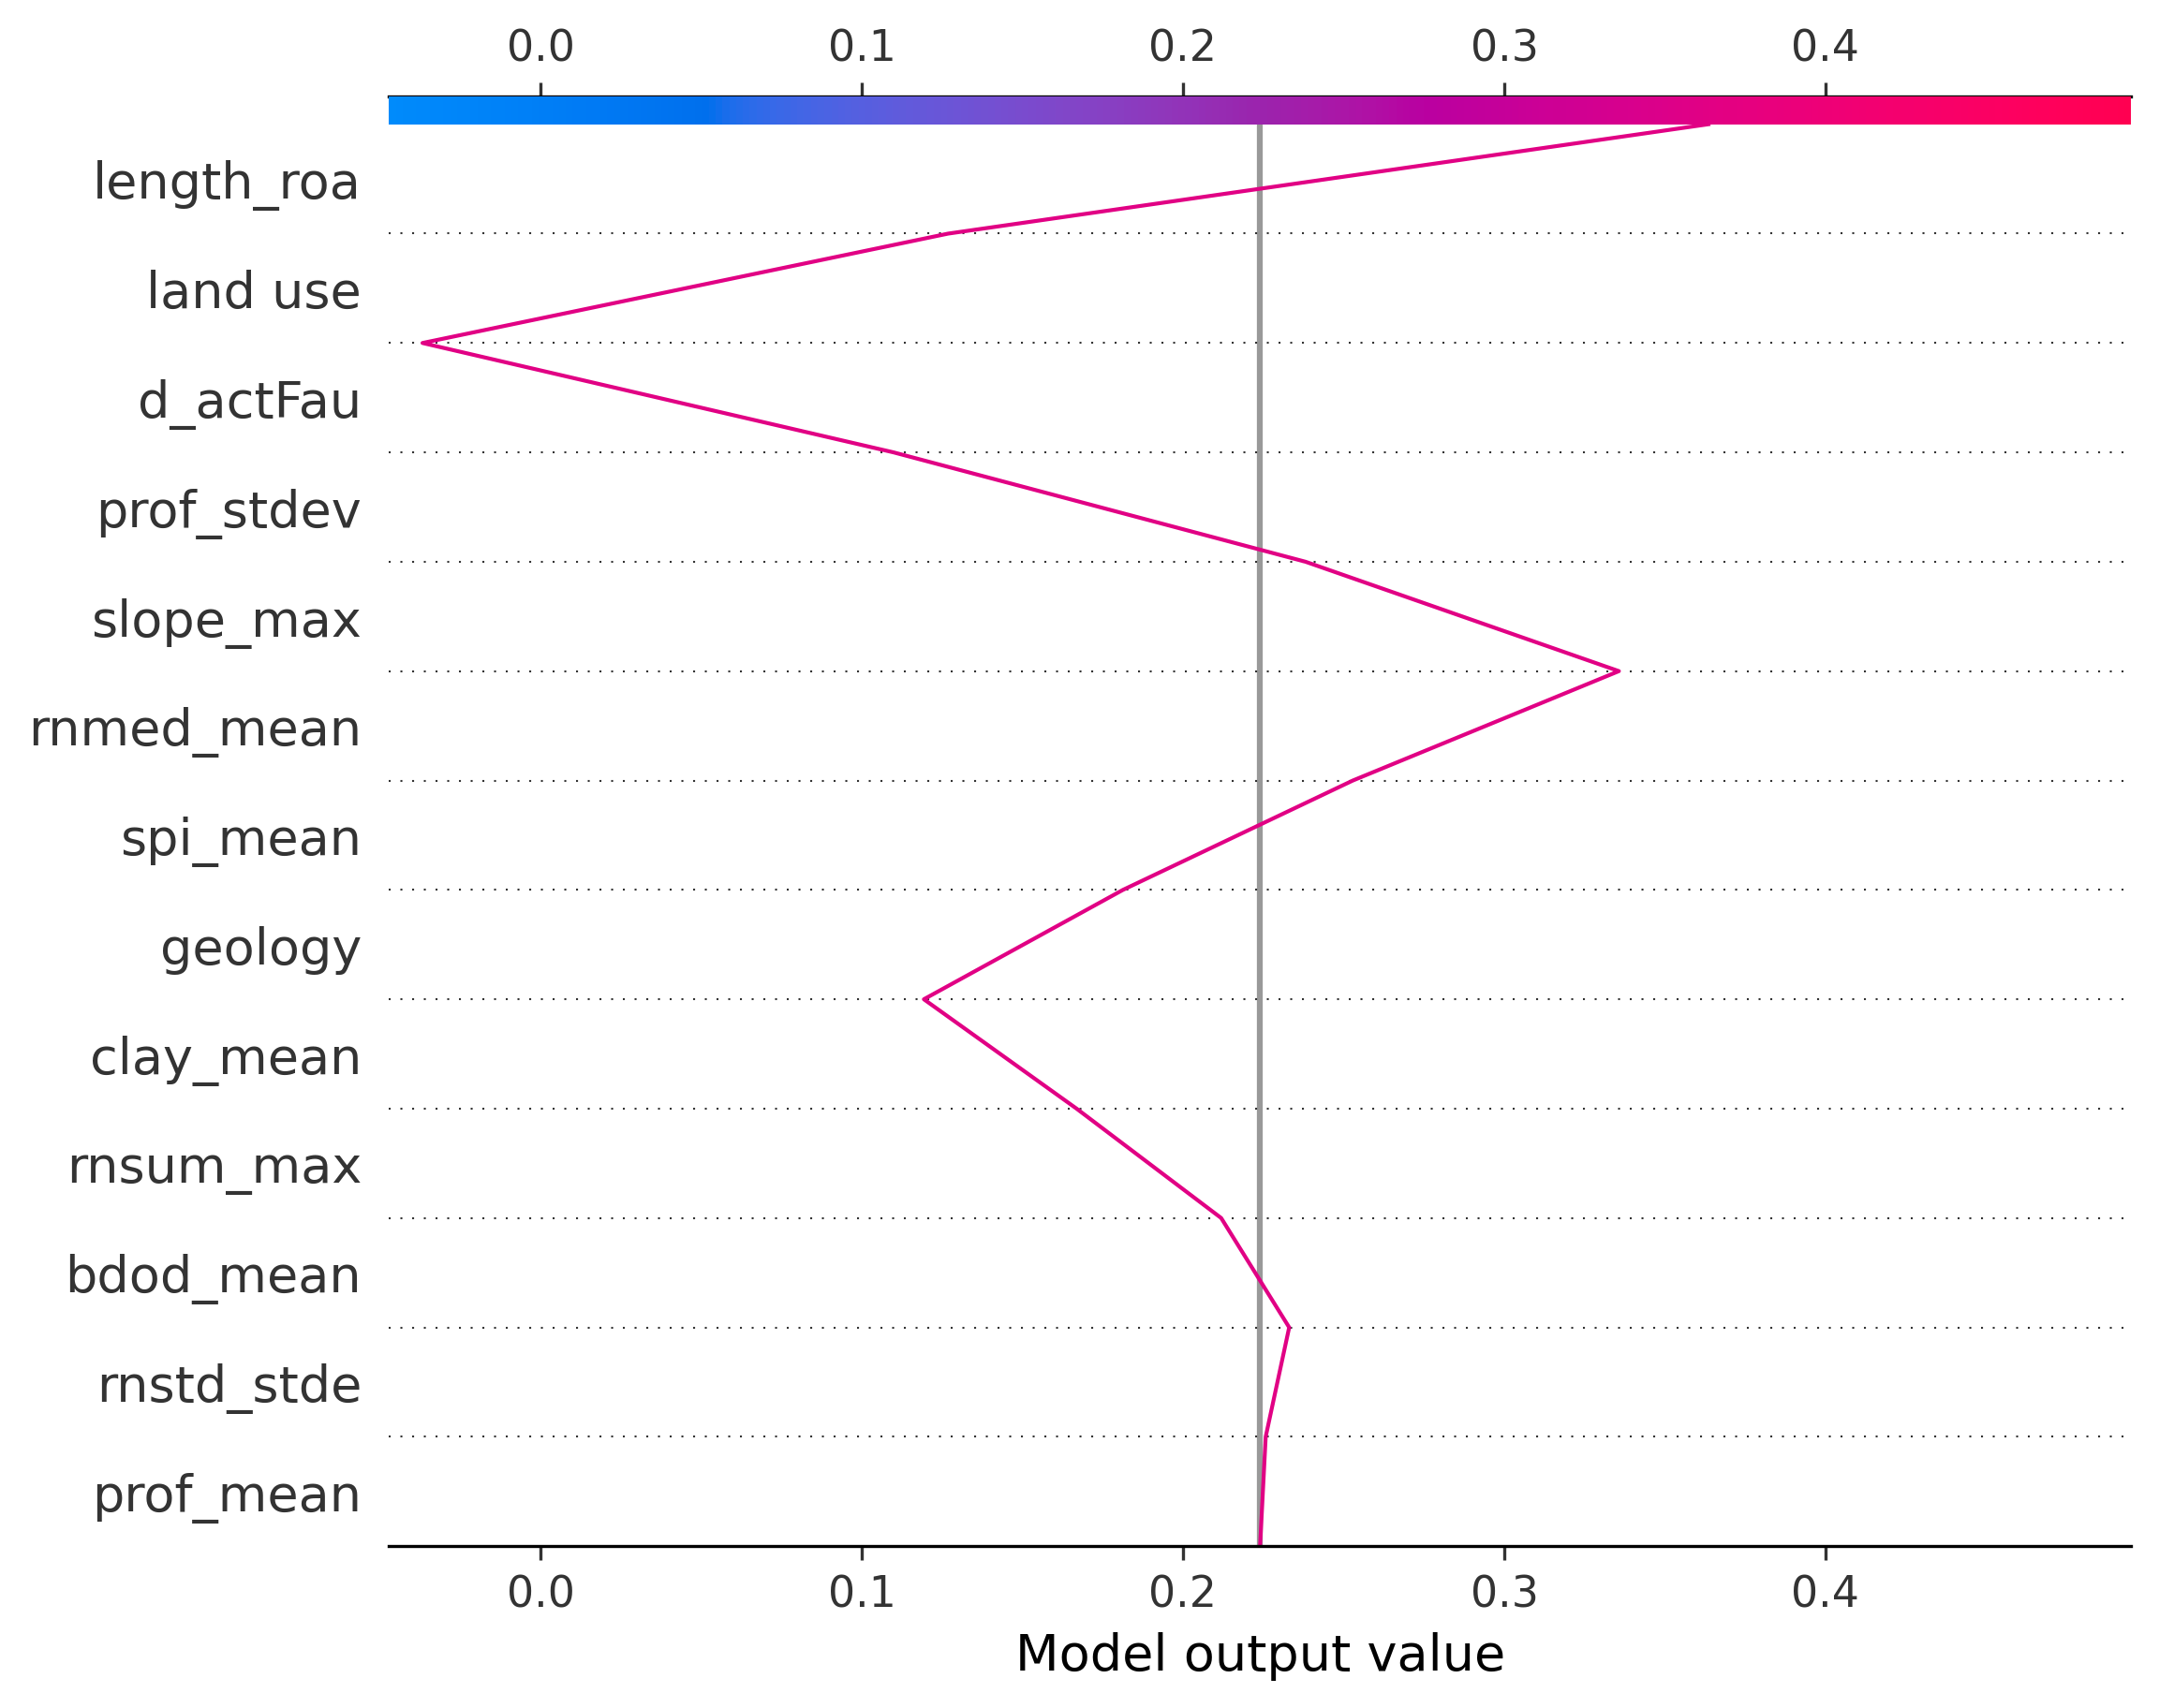 0.0 0.1 0.2 0.3 0.4
length_roa
land use
d_actFau
prof_stdev
slope_max
rnmed_mean
spi_mean
geology
clay_mean
rnsum_max
bdod_mean
rnstd_stde
prof_mean
0.0 0.1 0.2 0.3 0.4
Model output value